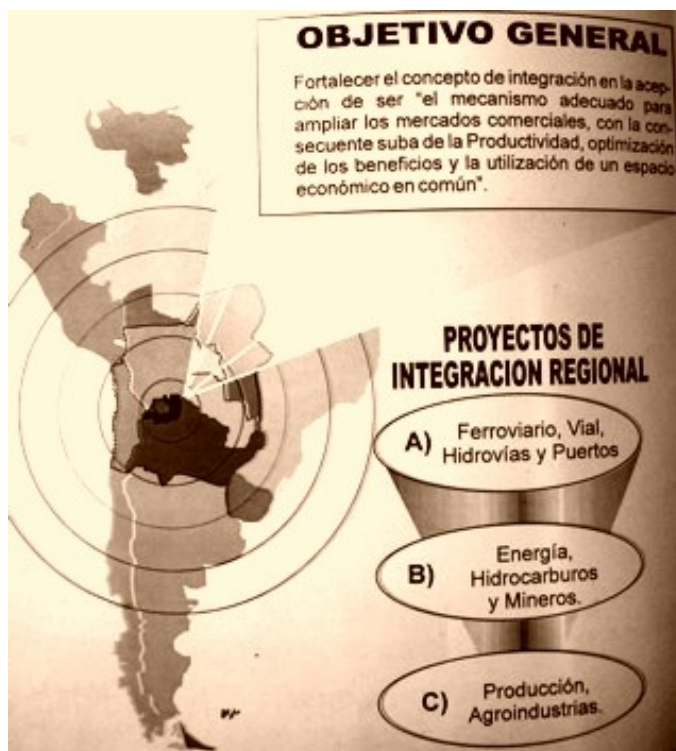 OBJETIVO GENERAL
Fortalecer el concepto de integración en la acep-
ción de ser "el mecanismo adecuado para
ampliar los mercados comerciales, con la con-
secuente suba de la Productividad, optimización
de los beneficios y la utilización de un espacio
económico en común".
PROYECTOS DE
INTEGRACION REGIONAL
A) Ferroviario, Vial,
Hidrovías y Puertos
B) Energía,
Hidrocarburos
y Mineros.
C) Producción,
Agroindustrias.